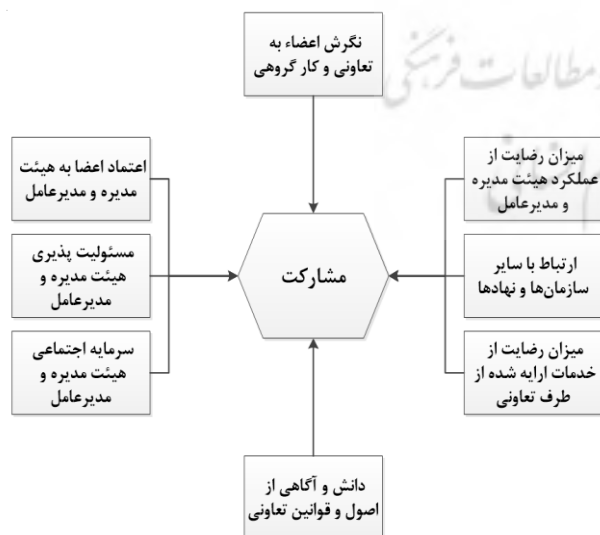 نگرش اعضاء به
تعاونی و کار گروهی
مطالعات فرهنگی
میزان رضایت از
عملکرد هیئت مدیره
و مدیرعامل
اعتماد اعضا به هیئت
مدیره و مدیرعامل
ارتباط با سایر
سازمان‌ها و نهادها
مشارکت
مسئولیت پذیری
هیئت مدیره و
مدیرعامل
میزان رضایت از
خدمات ارایه شده از
طرف تعاونی
سرمایه اجتماعی
هیئت مدیره و
مدیرعامل
دانش و آگاهی از
اصول و قوانین تعاونی